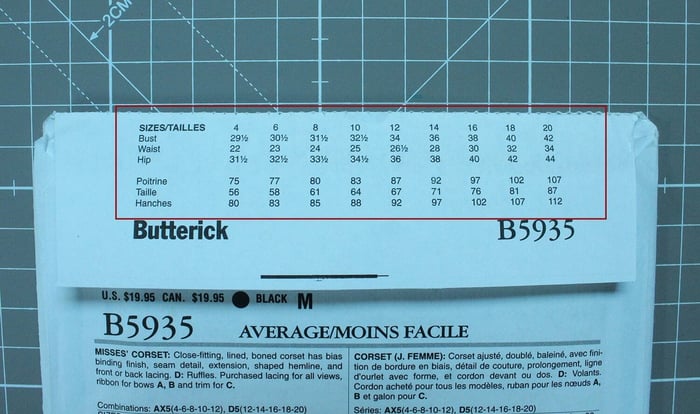 2CM
SIZES/TAILLES 4 6 8 10 12 14 16 18 20
Bust 29½ 30½ 31½ 32½ 34 36 38 40 42
Waist 22 23 24 25 26½ 28 30 32 34
Hip 31½ 32½ 33½ 34½ 36 38 40 42 44
Poitrine 75 77 80 83 87 92 97 102 107
Taille 56 58 61 64 67 71 76 81 87
Hanches 80 83 85 88 92 97 102 107 112
Butterick B5935
U.S. $19.95 CAN. $19.95 BLACK M
B5935 AVERAGE/MOINS FACILE
MISSES' CORSET: Close-fitting, lined, boned corset has bias
binding finish, seam detail, extension, shaped hemline, and
front or back lacing. D: Ruffles. Purchased lacing for all views,
ribbon for bows A, B and trim for C.
Combinations: AX5(4-6-8-10-12), D5(12-14-16-18-20)
CORSET (J. FEMME): Corset ajusté, doublé, baleiné, avec fini-
tion de bordure en biais, détail de couture, prolongement, ligne
d'ourlet avec forme, et cordon devant ou dos. D: Volants.
Cordon acheté pour tous les modèles, ruban pour les nœuds A,
B et galon pour C.
Séries: AX5(4-6-8-10-12), D5(12-14-16-18-20)